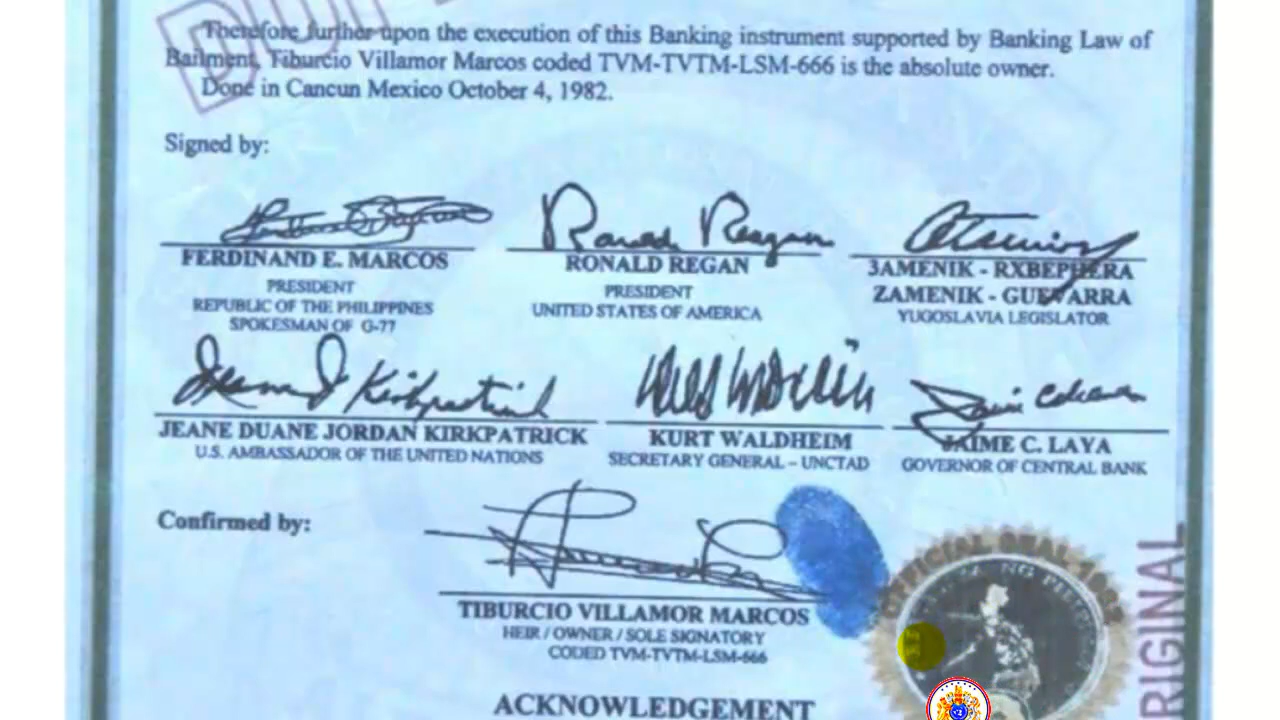 Therefore further upon the execution of this Banking instrument supported by Banking Law of
Bailment, Tiburcio Villamor Marcos coded TVM-TVTM-LSM-666 is the absolute owner.
Done in Cancun Mexico October 4, 1982.
Signed by:
Ronald Reagan
FERDINAND E. MARCOS
RONALD REGAN
3AMENIK - RXBEPHERA
PRESIDENT
PRESIDENT
ZAMENIK - GUEVARRA
REPUBLIC OF THE PHILIPPINES
UNITED STATES OF AMERICA
YUGOSLAVIA LEGISLATOR
SPOKESMAN OF G-77
Jeane J Kirkpatrick
JEANE DUANE JORDAN KIRKPATRICK
KURT WALDHEIM
JAIME C. LAYA
U.S. AMBASSADOR OF THE UNITED NATIONS
SECRETARY GENERAL – UNCTAD
GOVERNOR OF CENTRAL BANK
Confirmed by:
TIBURCIO VILLAMOR MARCOS
HEIR / OWNER / SOLE SIGNATORY
CODED TVM-TVTM-LSM-666
OFFICIAL SEAL
RIGINAL
ACKNOWLEDGEMENT